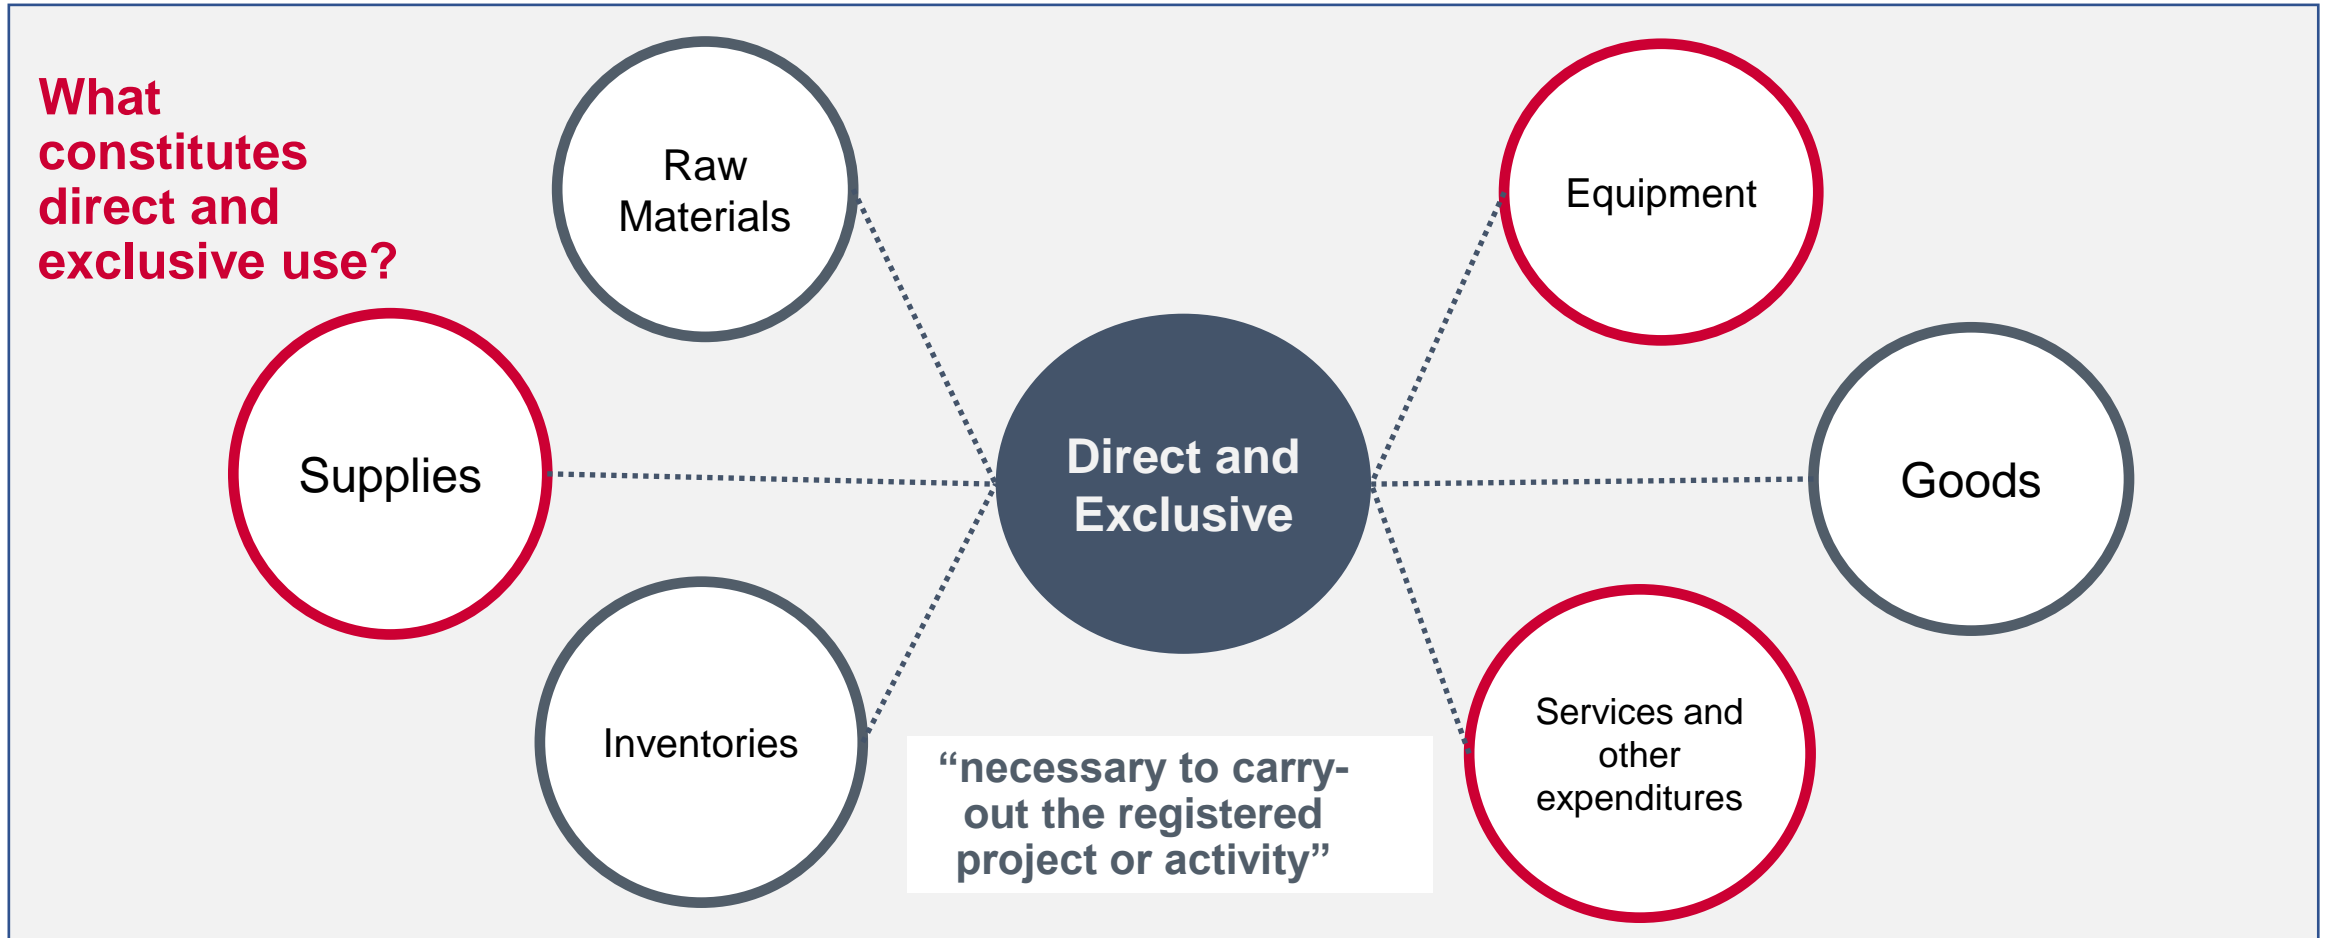 What
constitutes
direct and
exclusive use?
Raw
Materials
Supplies
Inventories
Direct and
Exclusive
“necessary to carry-
out the registered
project or activity”
Equipment
Goods
Services and
other
expenditures